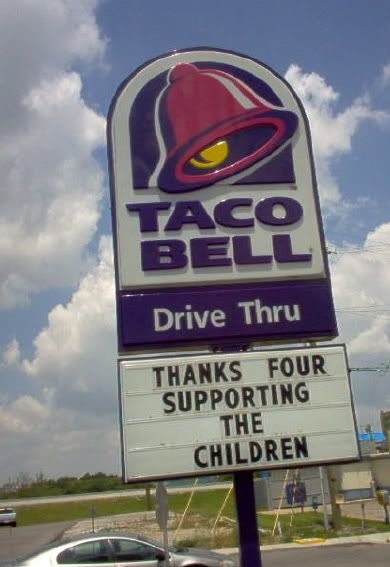 TACO
BELL
Drive Thru
THANKS FOUR
SUPPORTING
THE
CHILDREN